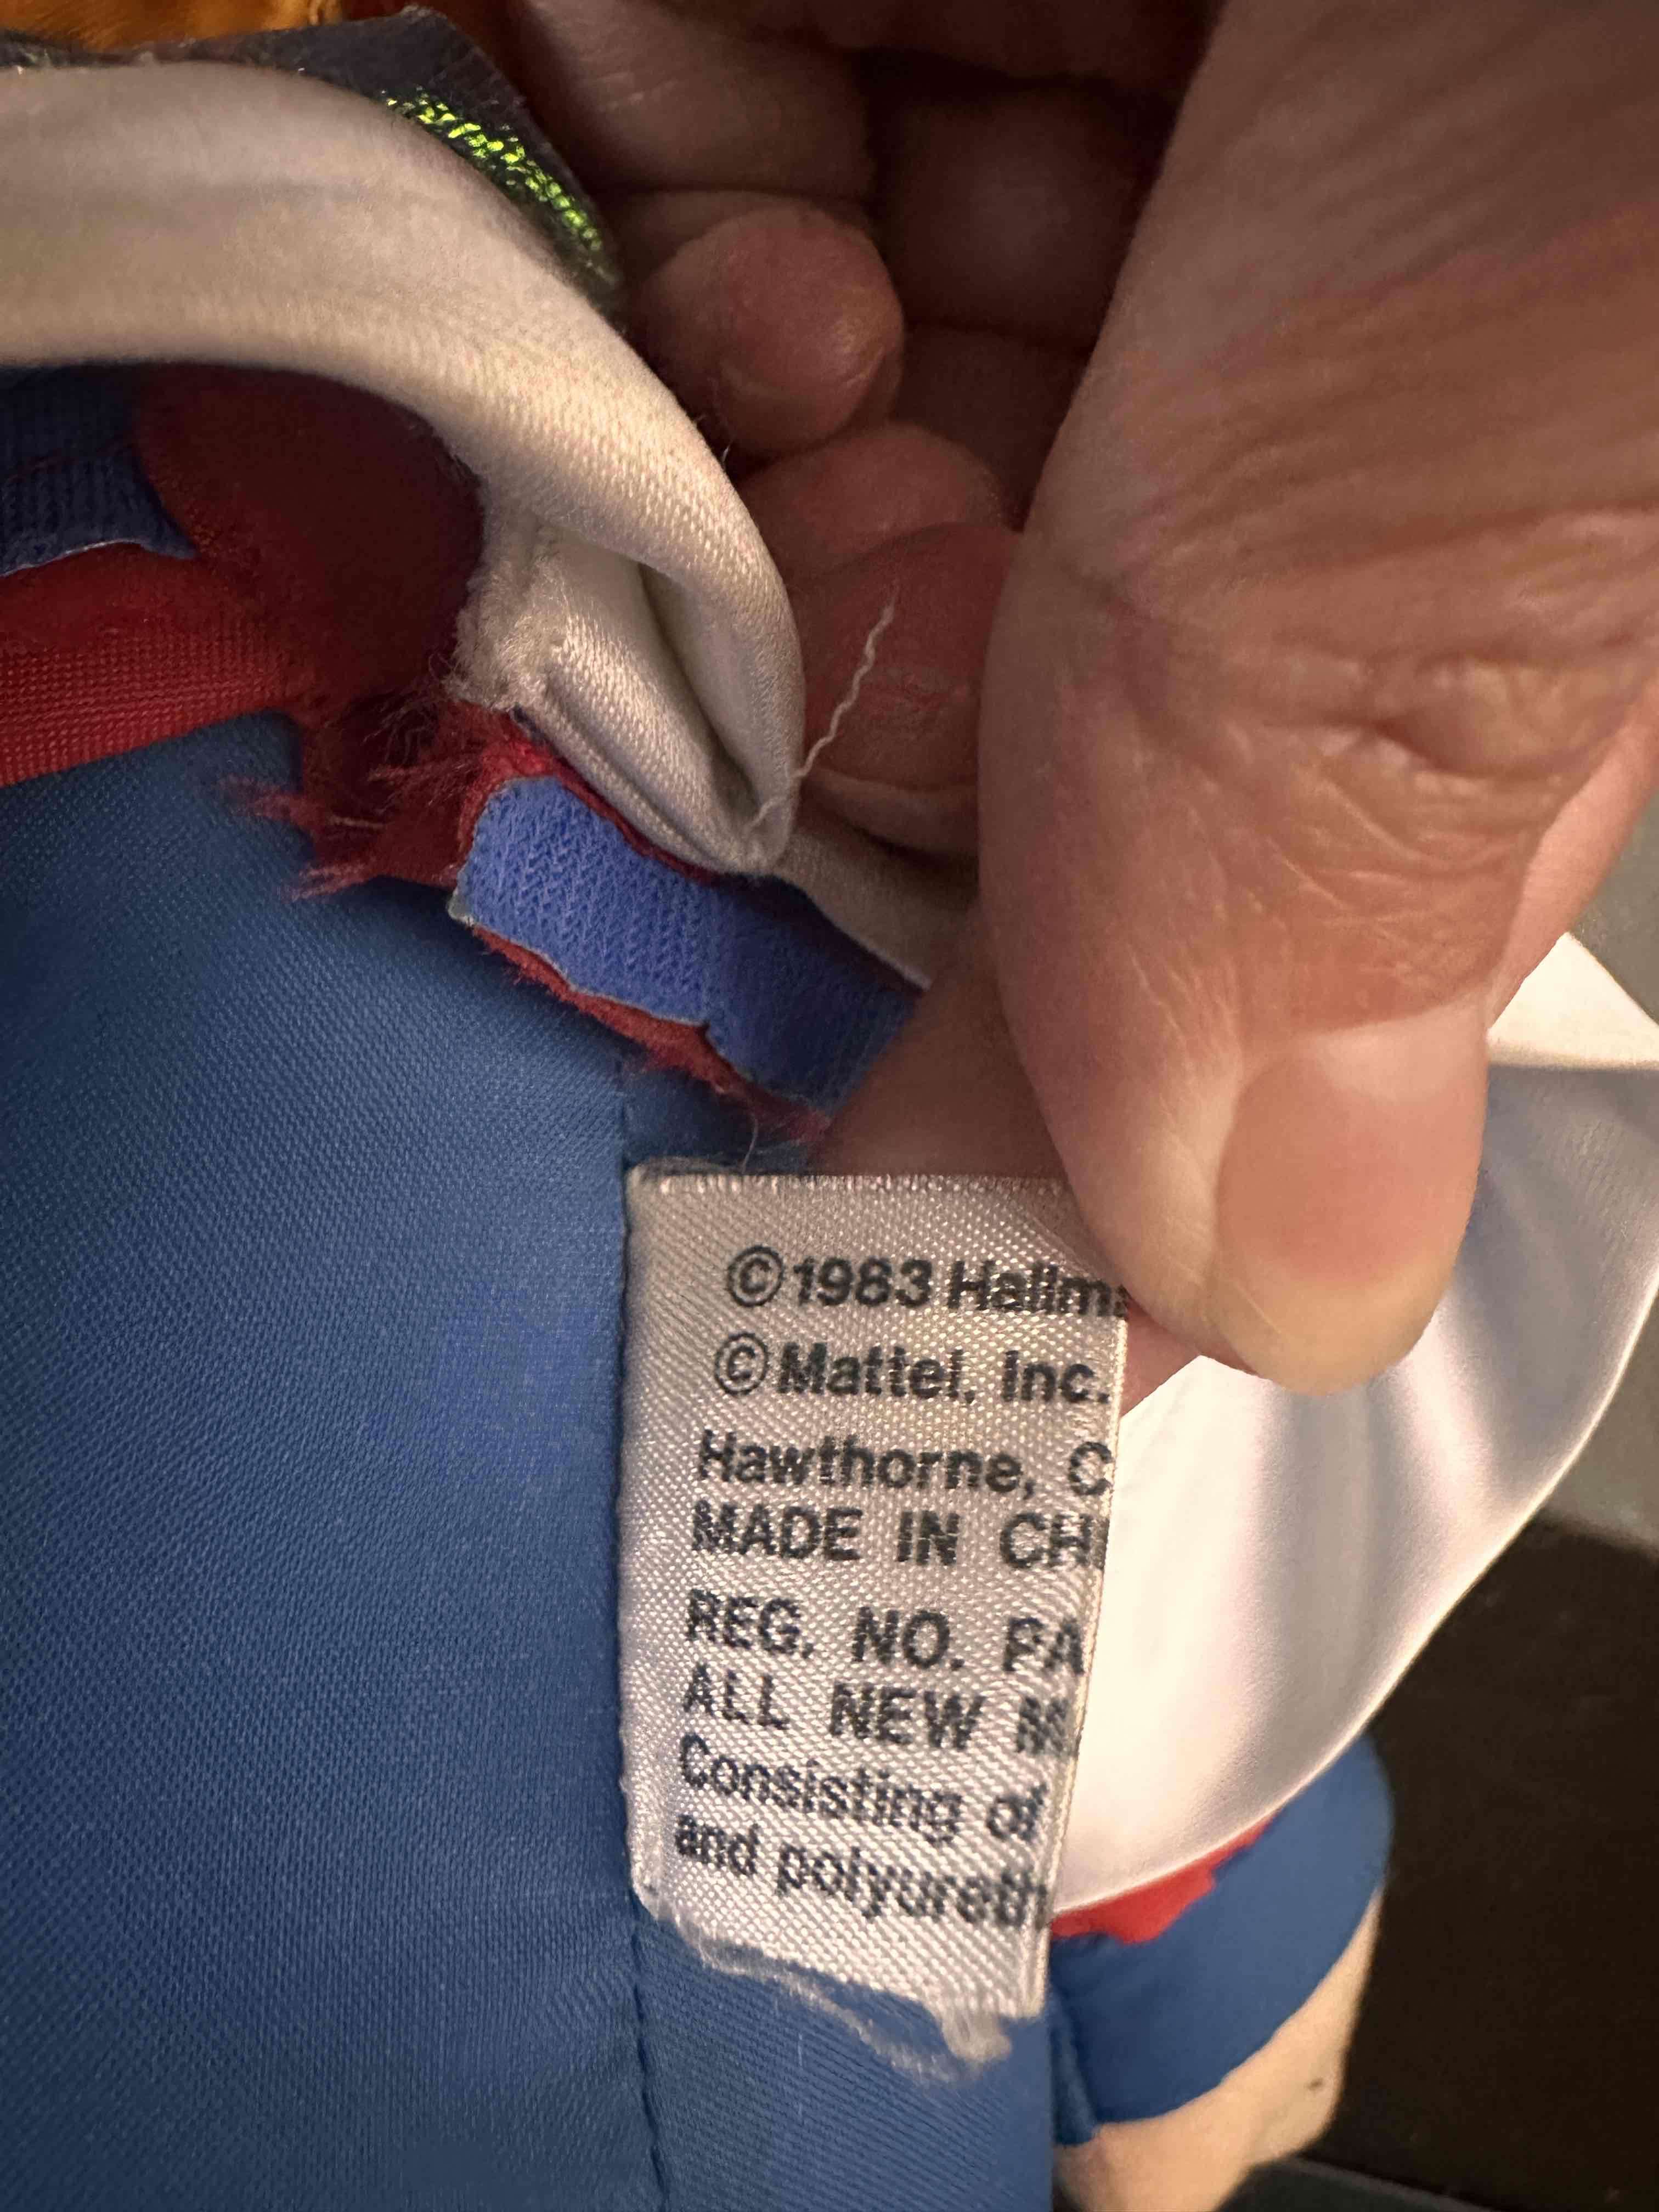 ©1983 Hallm
©Mattel, Inc.
Hawthorne, C
MADE IN CH
REG. NO. PA
ALL NEW M
Consisting of
and polyureth